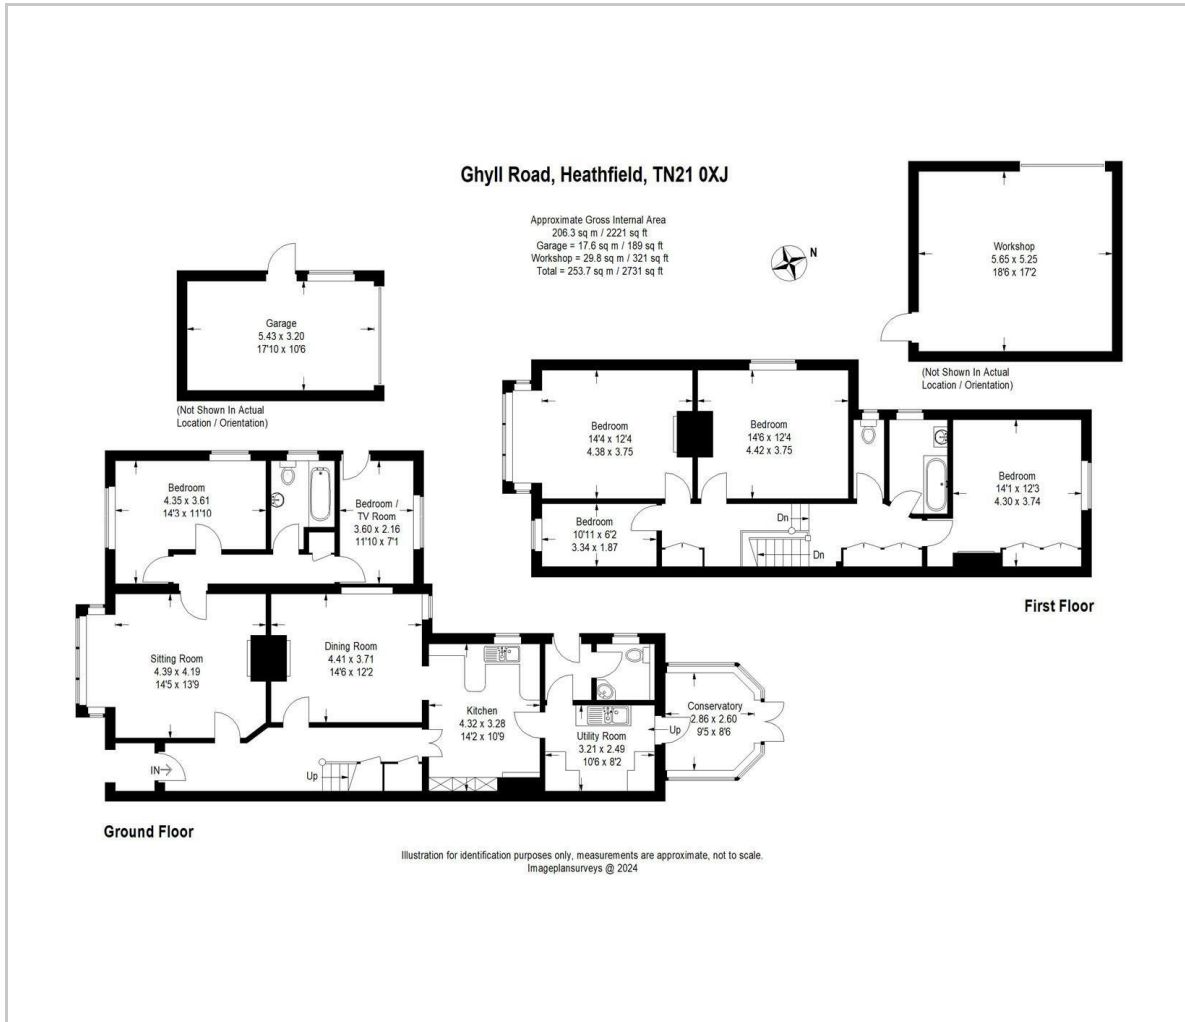 Ghyll Road, Heathfield, TN21 0XJ
Approximate Gross Internal Area
206.3 sq m / 2221 sq ft
Garage = 17.6 sq m / 189 sq ft
Workshop = 29.8 sq m / 321 sq ft
Total = 253.7 sq m / 2731 sq ft
N
Workshop
5.65 x 5.25
18'6 x 17'2
(Not Shown In Actual
Location / Orientation)
Garage
5.43 x 3.20
17'10 x 10'6
(Not Shown In Actual
Location / Orientation)
Bedroom
14'4 x 12'4
4.38 x 3.75
Bedroom
14'6 x 12'4
4.42 x 3.75
Bedroom
14'1 x 12'3
4.30 x 3.74
Bedroom
10'11 x 6'2
3.34 x 1.87
Dn
Dn
First Floor
Bedroom
4.35 x 3.61
14'3 x 11'10
Bedroom /
TV Room
3.60 x 2.16
11'10 x 7'1
Sitting Room
4.39 x 4.19
14'5 x 13'9
Dining Room
4.41 x 3.71
14'6 x 12'2
Kitchen
4.32 x 3.28
14'2 x 10'9
Utility Room
3.21 x 2.49
10'6 x 8'2
Conservatory
2.86 x 2.60
9'5 x 8'6
Up
IN
Up
Ground Floor
Illustration for identification purposes only, measurements are approximate, not to scale.
Imageplansurveys @ 2024